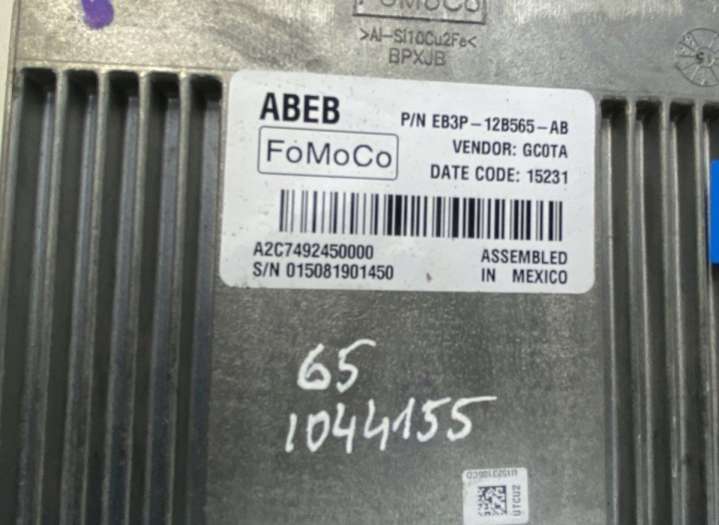 FoMoCo
>Al-Si10Cu2Fe<
BPXJB
ABEB
P/N EB3P-12B565-AB
FoMoCo
VENDOR: GC0TA
DATE CODE: 15231
A2C7492450000
S/N 015081901450
ASSEMBLED
IN MEXICO
65
1044155
UTCU2